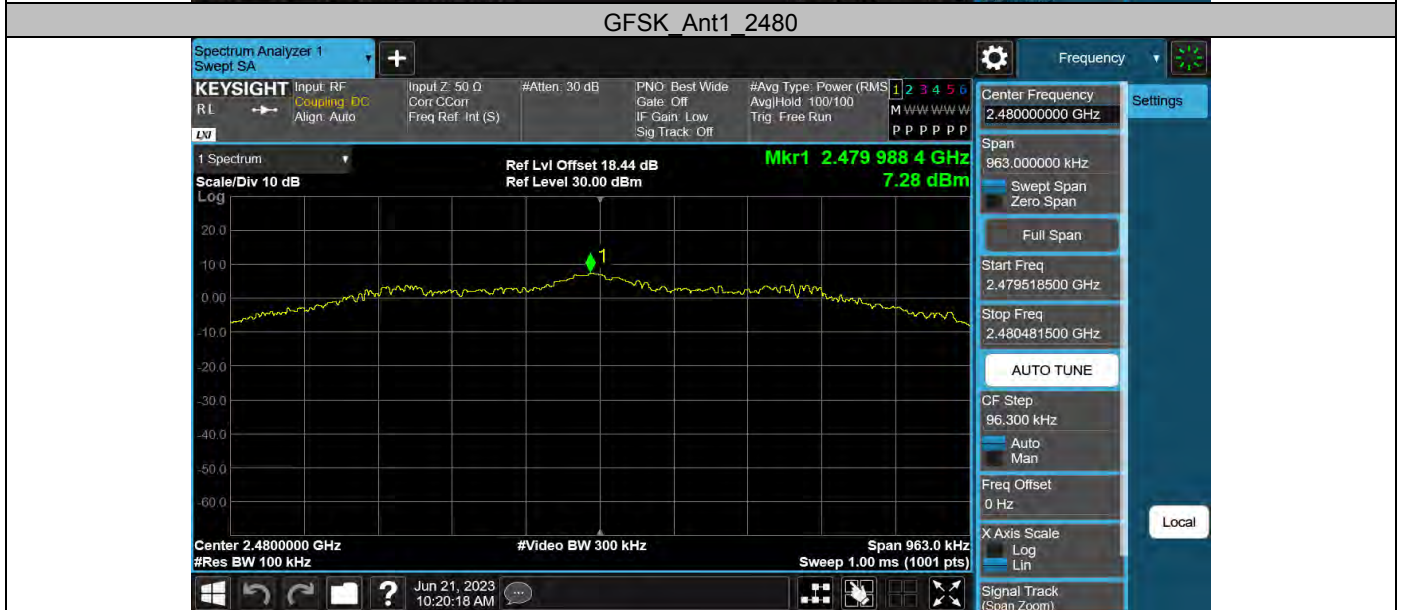 GFSK_Ant1_2480
Spectrum Analyzer 1
Swept SA
+
Frequency
KEYSIGHT
RL
LXI
Input: RF
Coupling: DC
Align: Auto
Input Z: 50 Ω
Corr CCorr
Freq Ref: Int (S)
#Atten: 30 dB
PNO: Best Wide
Gate: Off
IF Gain: Low
Sig Track: Off
#Avg Type: Power (RMS
Avg|Hold: 100/100
Trig: Free Run
1 2 3 4 5 6
M W W W W W
P P P P P P
1 Spectrum
Scale/Div 10 dB
Log
Ref Lvl Offset 18.44 dB
Ref Level 30.00 dBm
Mkr1 2.479 988 4 GHz
7.28 dBm
1
20.0
10.0
0.00
-10.0
-20.0
-30.0
-40.0
-50.0
-60.0
Center 2.4800000 GHz
#Res BW 100 kHz
#Video BW 300 kHz
Span 963.0 kHz
Sweep 1.00 ms (1001 pts)
Center Frequency
2.480000000 GHz
Settings
Span
963.000000 kHz
Swept Span
Zero Span
Full Span
Start Freq
2.479518500 GHz
Stop Freq
2.480481500 GHz
AUTO TUNE
CF Step
96.300 kHz
Auto
Man
Freq Offset
0 Hz
Local
X Axis Scale
Log
Lin
Signal Track
(Span Zoom)
?
Jun 21, 2023
10:20:18 AM